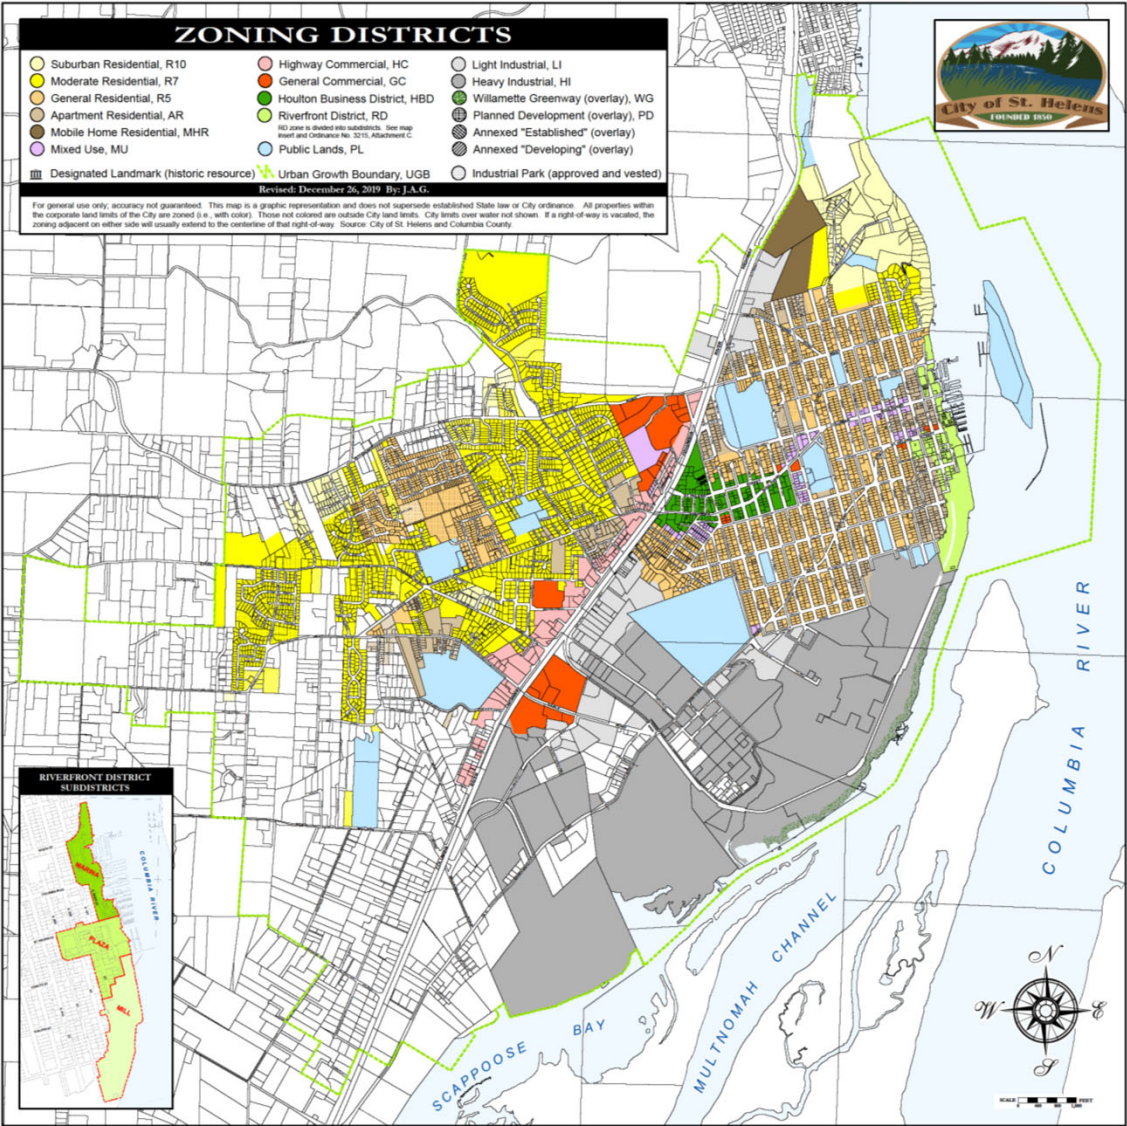 ZONING DISTRICTS
Suburban Residential, R10
Moderate Residential, R7
General Residential, R5
Apartment Residential, AR
Mobile Home Residential, MHR
Mixed Use, MU
Highway Commercial, HC
General Commercial, GC
Houlton Business District, HBD
Riverfront District, RD
RD zone is divided into subdistricts. See map
insert and Ordinance No. 3215, Attachment C.
Public Lands, PL
Light Industrial, LI
Heavy Industrial, HI
Willamette Greenway (overlay), WG
Planned Development (overlay), PD
Annexed "Established" (overlay)
Annexed "Developing" (overlay)
Designated Landmark (historic resource)
Urban Growth Boundary, UGB
Industrial Park (approved and vested)
Revised: December 26, 2019 By: J.A.G.
For general use only; accuracy not guaranteed. This map is a graphic representation and does not supersede established State law or City ordinance. All properties within
the corporate land limits of the City are zoned (i.e., with color). Those not colored are outside City land limits. City limits over water not shown. If a right-of-way is vacated, the
zoning adjacent on either side will usually extend to the centerline of that right-of-way. Source: City of St. Helens and Columbia County.
City of St. Helens
FOUNDED 1850
COLUMBIA RIVER
MULTNOMAH CHANNEL
SCAPPOOSE BAY
RIVERFRONT DISTRICT
SUBDISTRICTS
MARINA
COLUMBIA RIVER
PLAZA
MILL
N
W
E
S
SCALE
FEET